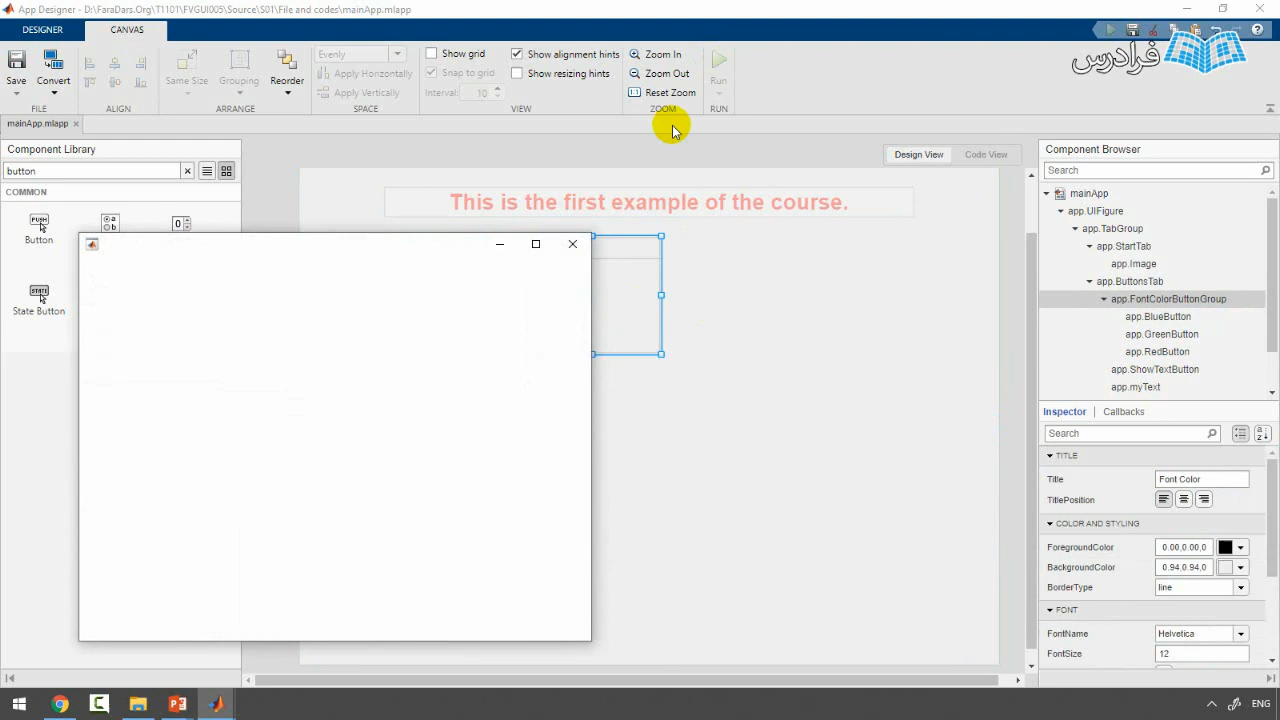 App Designer - D:\FaraDars.Org\T1101\FVGUI005\Source\S01\File and codes\mainApp.mlapp
DESIGNER
CANVAS
Save
Convert
FILE
ALIGN
Same Size
Grouping
Reorder
ARRANGE
Evenly
Apply Horizontally
Apply Vertically
SPACE
Show grid
Snap to grid
Interval: 10
Show alignment hints
Show resizing hints
VIEW
Zoom In
Zoom Out
Reset Zoom
ZOOM
Run
RUN
فرادرس
mainApp.mlapp
Component Library
button
COMMON
PUSH
Button
0
STATE
State Button
Design View
Code View
This is the first example of the course.
Component Browser
Search
mainApp
app.UIFigure
app.TabGroup
app.StartTab
app.Image
app.ButtonsTab
app.FontColorButtonGroup
app.BlueButton
app.GreenButton
app.RedButton
app.ShowTextButton
app.myText
Inspector
Callbacks
Search
TITLE
Title
Font Color
TitlePosition
COLOR AND STYLING
ForegroundColor
0.00,0.00,0
BackgroundColor
0.94,0.94,0
BorderType
line
FONT
FontName
Helvetica
FontSize
12
ENG